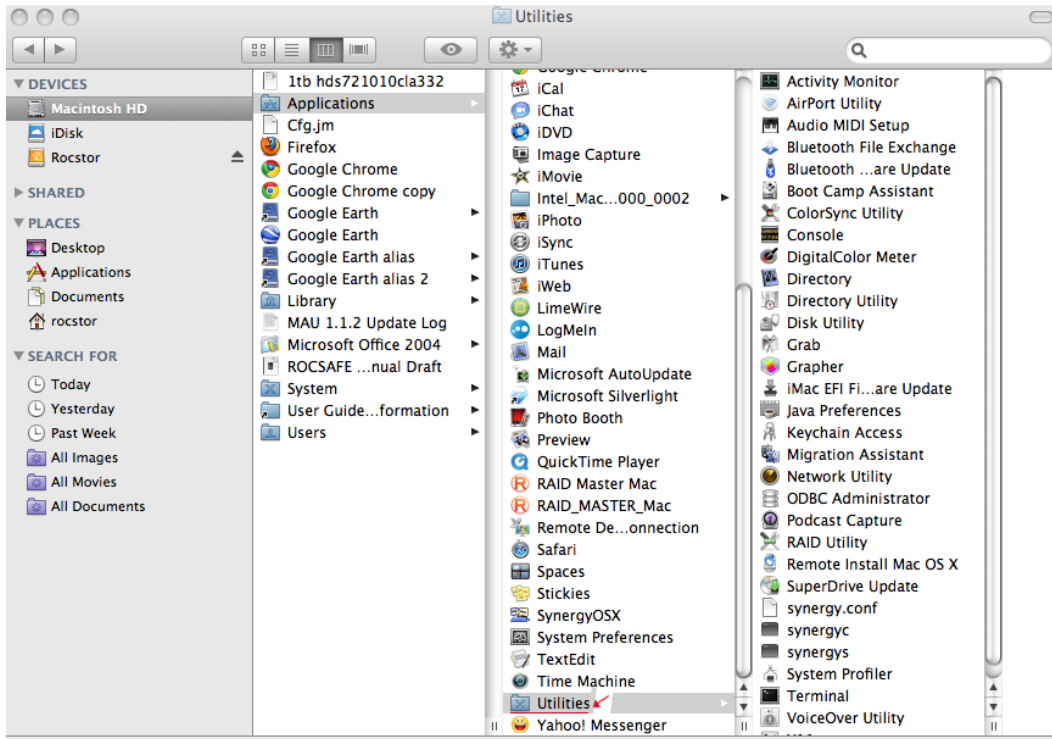 Utilities
DEVICES
Macintosh HD
iDisk
Rocstor
SHARED
PLACES
Desktop
Applications
Documents
rocstor
SEARCH FOR
Today
Yesterday
Past Week
All Images
All Movies
All Documents
1tb hds721010cla332
Applications
Cfg.jm
Firefox
Google Chrome
Google Chrome copy
Google Earth
Google Earth
Google Earth alias
Google Earth alias 2
Library
MAU 1.1.2 Update Log
Microsoft Office 2004
ROCSAFE ...nual Draft
System
User Guide...formation
Users
Google Chrome
iCal
iChat
iDVD
Image Capture
iMovie
Intel_Mac...000_0002
iPhoto
iSync
iTunes
iWeb
LimeWire
LogMeIn
Mail
Microsoft AutoUpdate
Microsoft Silverlight
Photo Booth
Preview
QuickTime Player
RAID Master Mac
RAID_MASTER_Mac
Remote De...onnection
Safari
Spaces
Stickies
SynergyOSX
System Preferences
TextEdit
Time Machine
Utilities
Yahoo! Messenger
Activity Monitor
AirPort Utility
Audio MIDI Setup
Bluetooth File Exchange
Bluetooth ...are Update
Boot Camp Assistant
ColorSync Utility
Console
DigitalColor Meter
Directory
Directory Utility
Disk Utility
Grab
Grapher
iMac EFI Fi...are Update
Java Preferences
Keychain Access
Migration Assistant
Network Utility
ODBC Administrator
Podcast Capture
RAID Utility
Remote Install Mac OS X
SuperDrive Update
synergy.conf
synergyc
synergys
System Profiler
Terminal
VoiceOver Utility